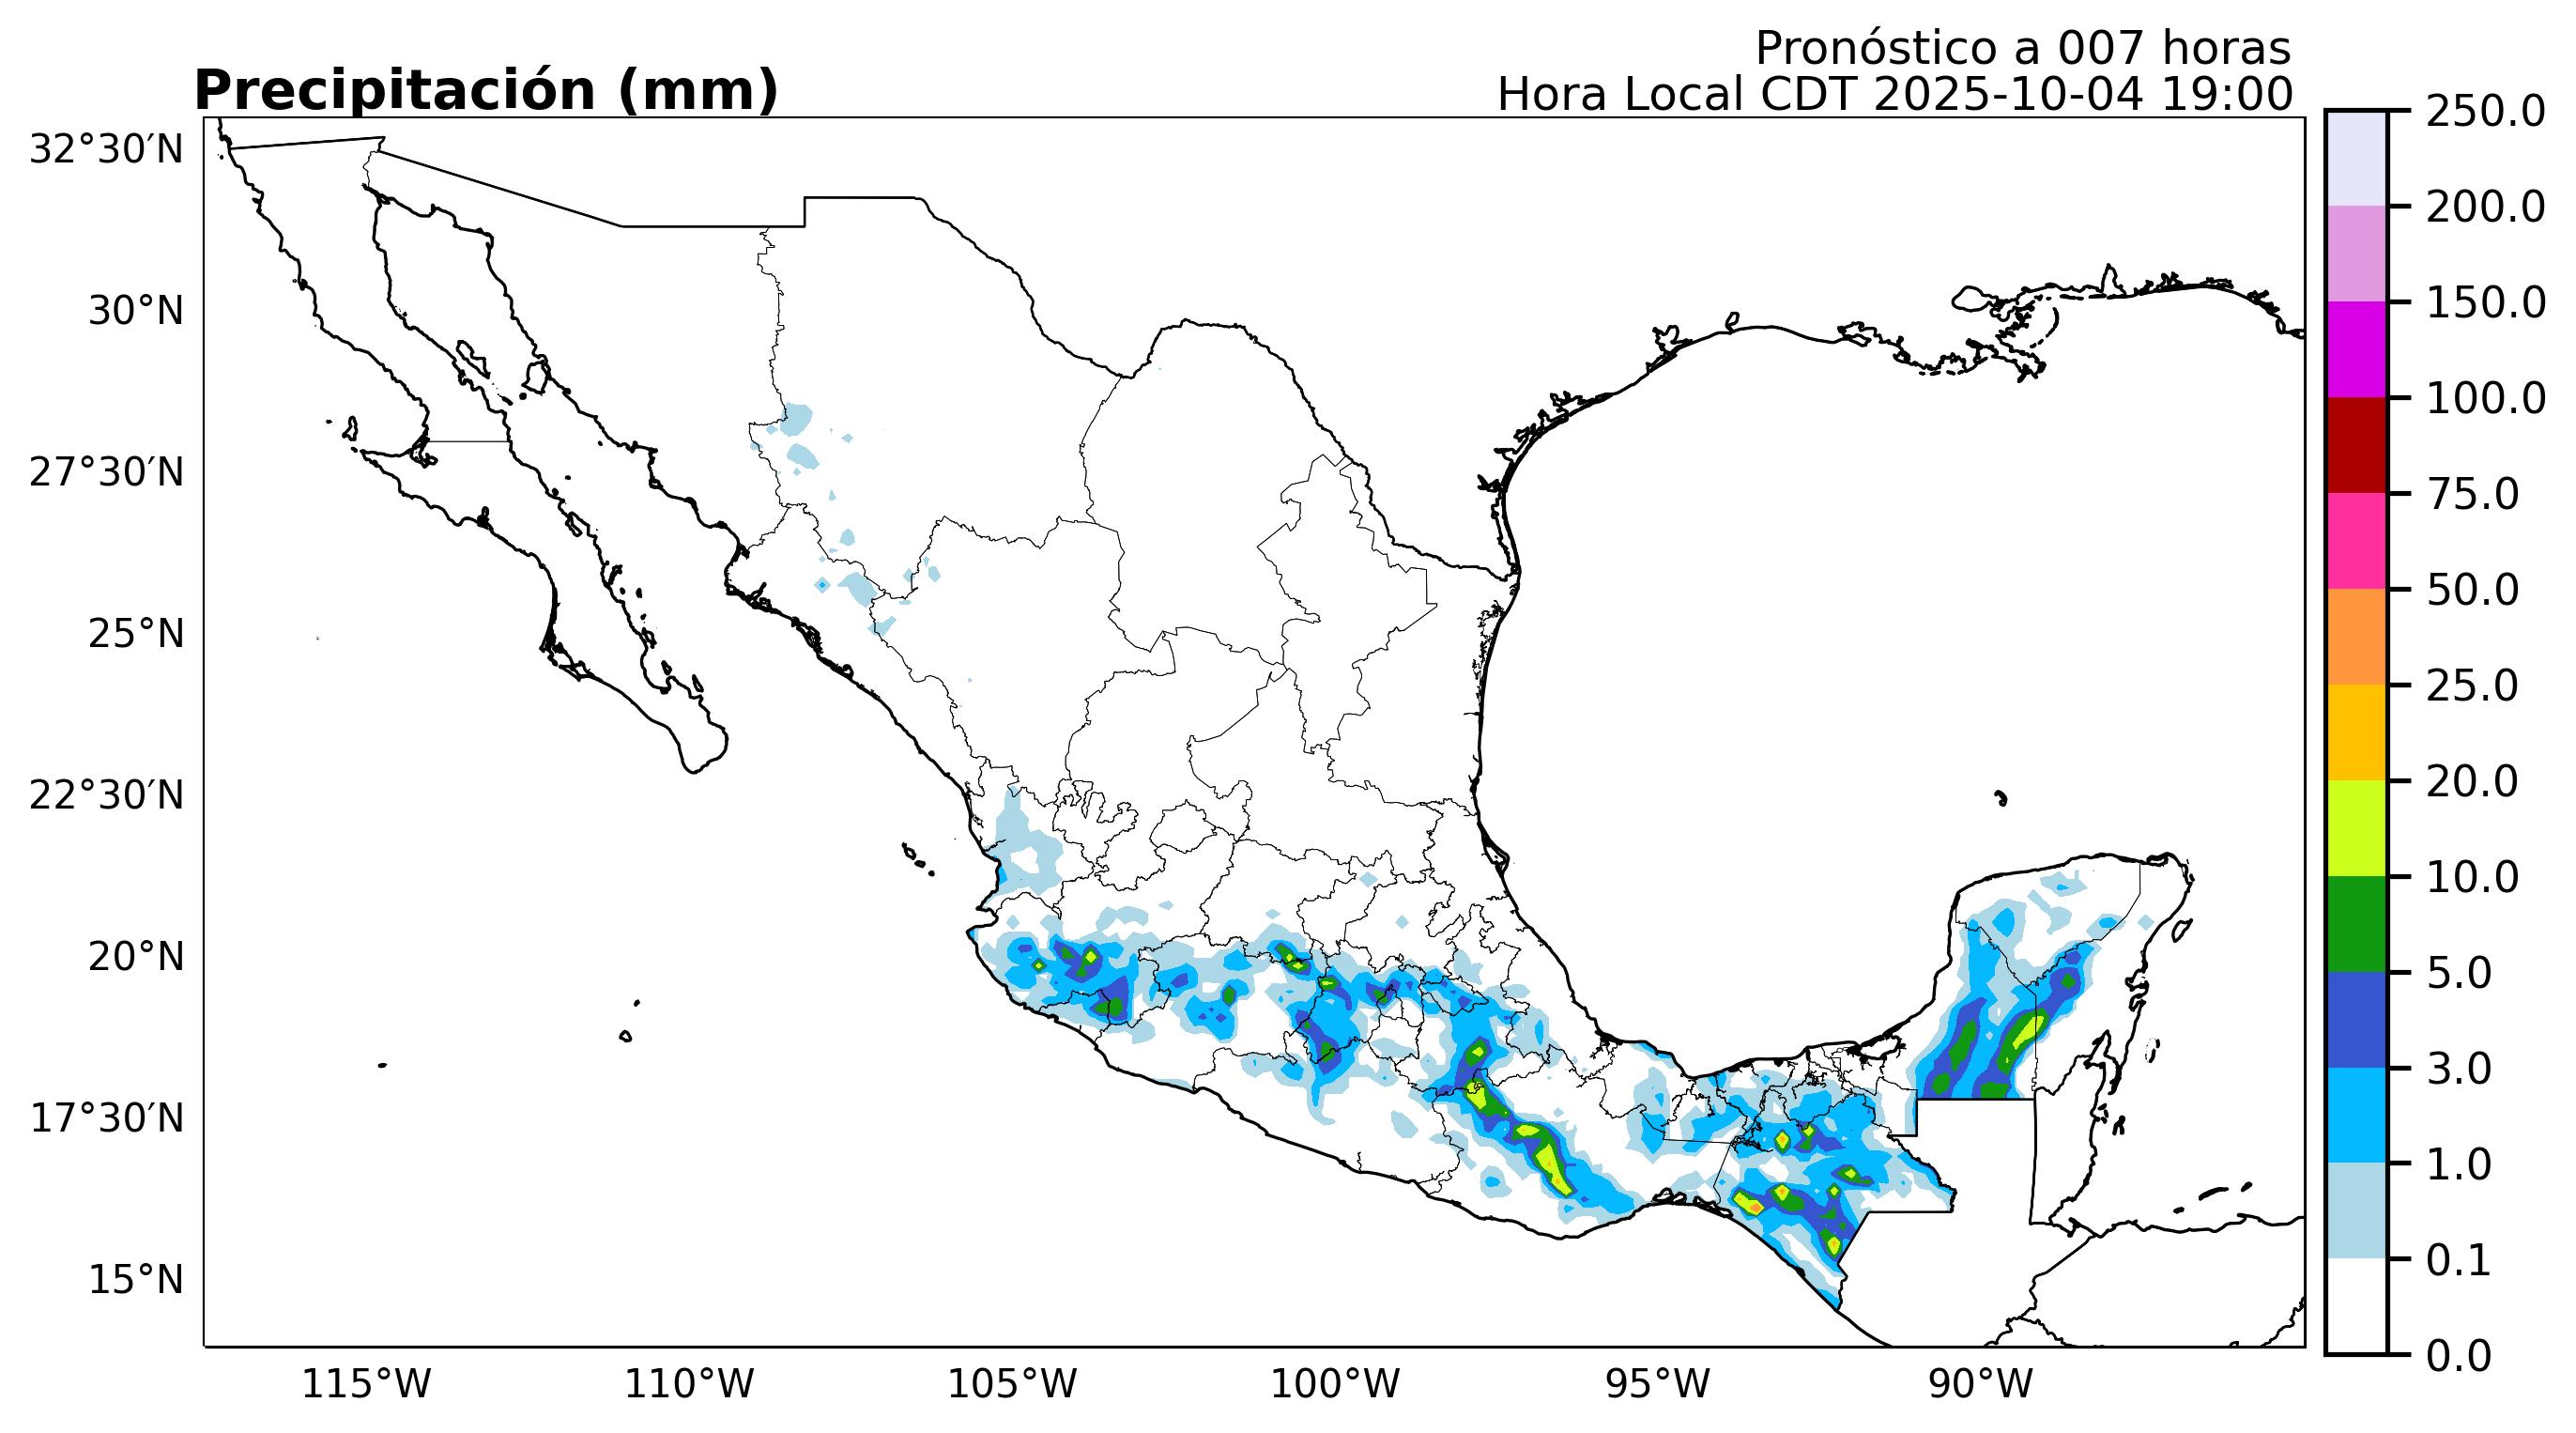 Pronóstico a 007 horas
Precipitación (mm)
Hora Local CDT 2025-10-04 19:00
32°30′N
30°N
27°30′N
25°N
22°30′N
20°N
17°30′N
15°N
115°W
110°W
105°W
100°W
95°W
90°W
250.0
200.0
150.0
100.0
75.0
50.0
25.0
20.0
10.0
5.0
3.0
1.0
0.1
0.0